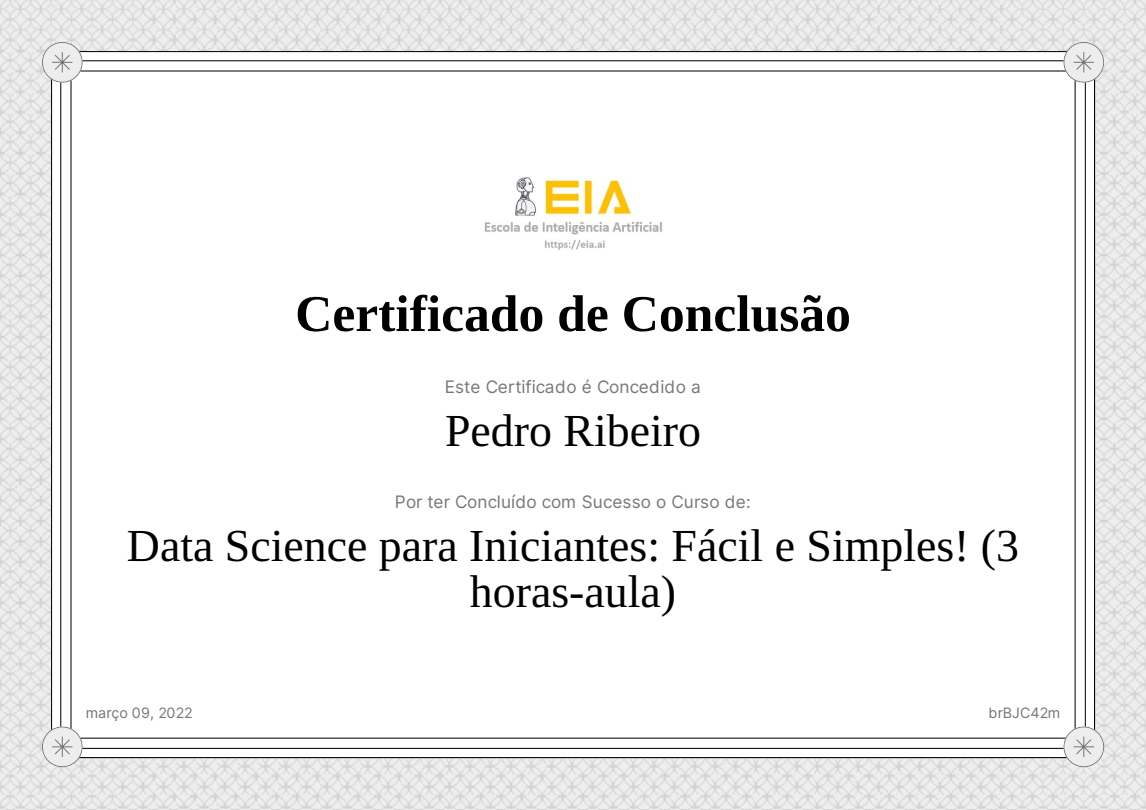 EIA
Escola de Inteligência Artificial
https://eia.ai
Certificado de Conclusão
Este Certificado é Concedido a
Pedro Ribeiro
Por ter Concluído com Sucesso o Curso de:
Data Science para Iniciantes: Fácil e Simples! (3
horas-aula)
março 09, 2022
brBJC42m